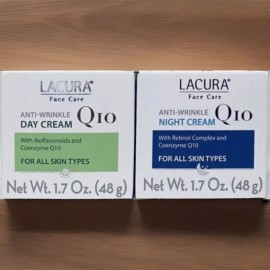 LACURA®
Face Care
ANTI-WRINKLE Q10
DAY CREAM
With Bioflavonoids and
Coenzyme Q10
FOR ALL SKIN TYPES
Net Wt. 1.7 Oz. (48 g)
LACURA®
Face Care
ANTI-WRINKLE Q10
NIGHT CREAM
With Retinol Complex and
Coenzyme Q10
FOR ALL SKIN TYPES
Net Wt. 1.7 Oz. (48 g)